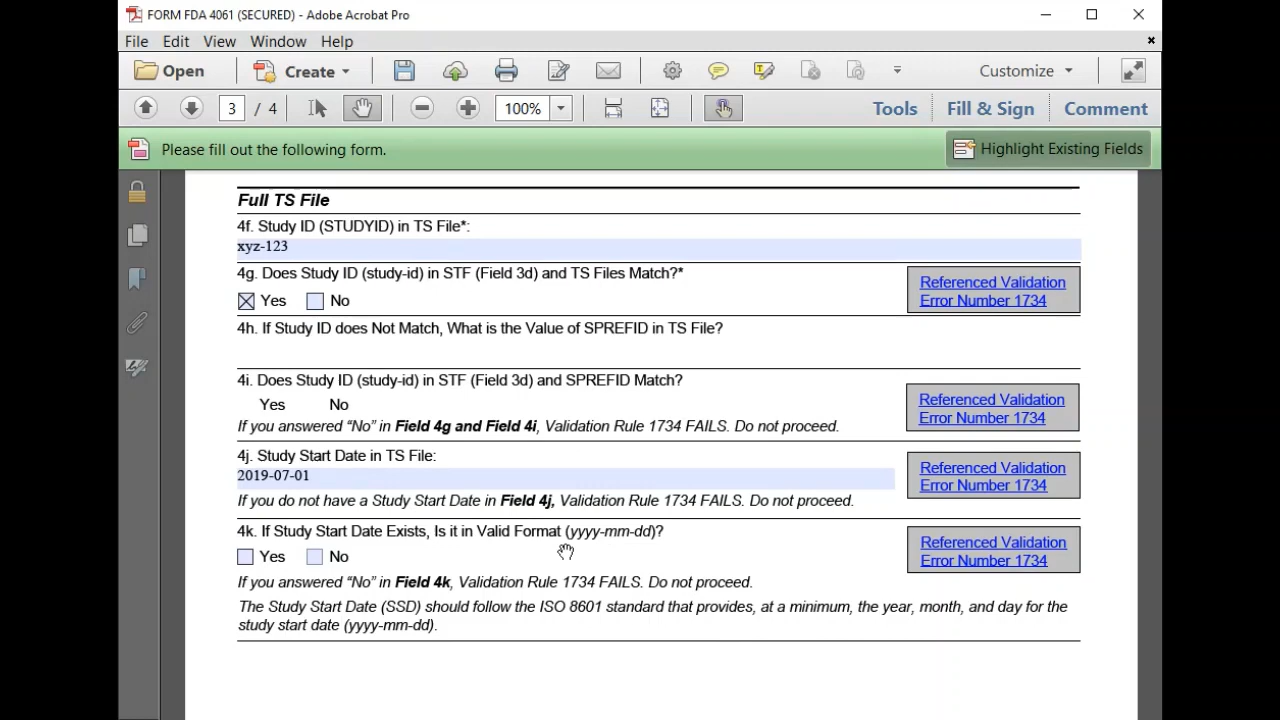 FORM FDA 4061 (SECURED) - Adobe Acrobat Pro
File Edit View Window Help
Open Create Customize
3 / 4 100% Tools Fill & Sign Comment
Please fill out the following form. Highlight Existing Fields
Full TS File
4f. Study ID (STUDYID) in TS File*:
xyz-123
4g. Does Study ID (study-id) in STF (Field 3d) and TS Files Match?*
Yes No
Referenced Validation
Error Number 1734
4h. If Study ID does Not Match, What is the Value of SPREFID in TS File?
4i. Does Study ID (study-id) in STF (Field 3d) and SPREFID Match?
Yes No
Referenced Validation
Error Number 1734
If you answered “No” in Field 4g and Field 4i, Validation Rule 1734 FAILS. Do not proceed.
4j. Study Start Date in TS File:
2019-07-01
Referenced Validation
Error Number 1734
If you do not have a Study Start Date in Field 4j, Validation Rule 1734 FAILS. Do not proceed.
4k. If Study Start Date Exists, Is it in Valid Format (yyyy-mm-dd)?
Yes No
Referenced Validation
Error Number 1734
If you answered “No” in Field 4k, Validation Rule 1734 FAILS. Do not proceed.
The Study Start Date (SSD) should follow the ISO 8601 standard that provides, at a minimum, the year, month, and day for the
study start date (yyyy-mm-dd).